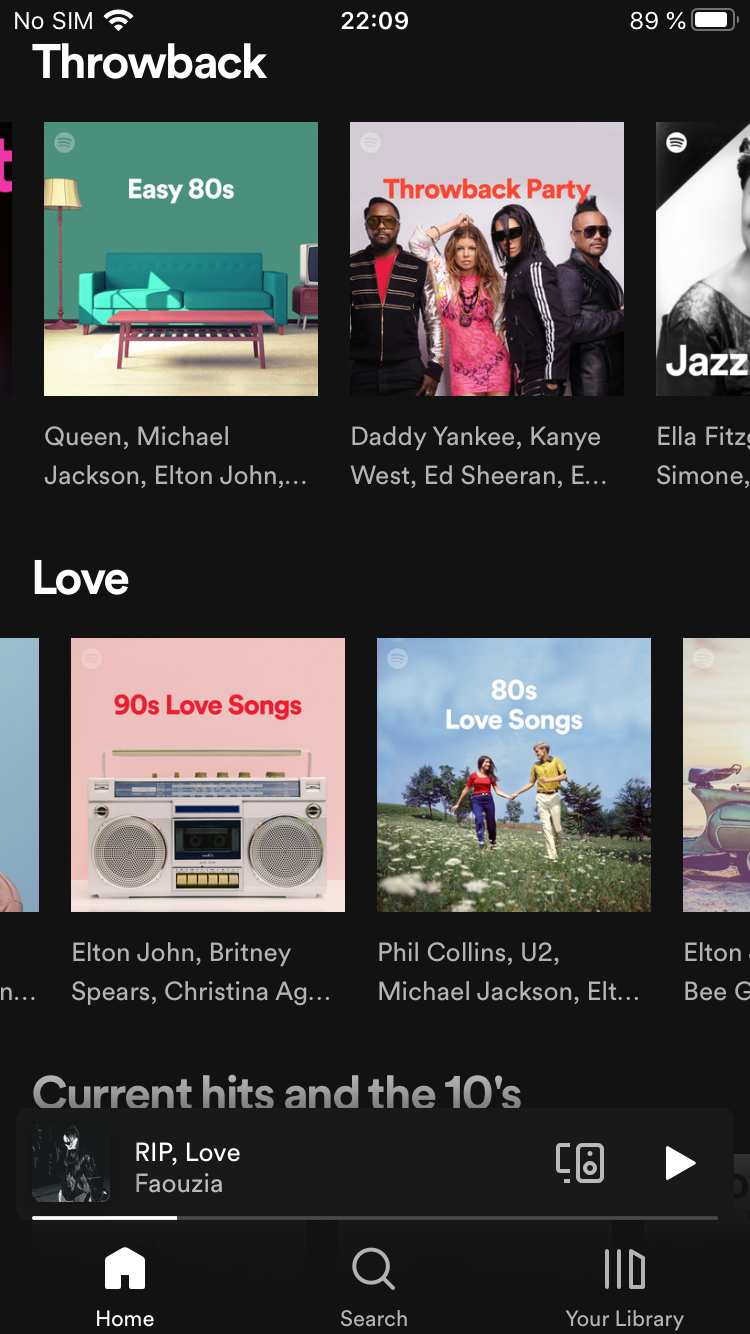 No SIM 22:09 89 %
Throwback
Easy 80s
Throwback Party
Jazz
Queen, Michael
Jackson, Elton John,...
Daddy Yankee, Kanye
West, Ed Sheeran, E...
Ella Fitzg
Simone,
Love
90s Love Songs
80s
Love Songs
n...
Elton John, Britney
Spears, Christina Ag...
Phil Collins, U2,
Michael Jackson, Elt...
Elton
Bee G
Current hits and the 10's
RIP, Love
Faouzia
Home
Search
Your Library